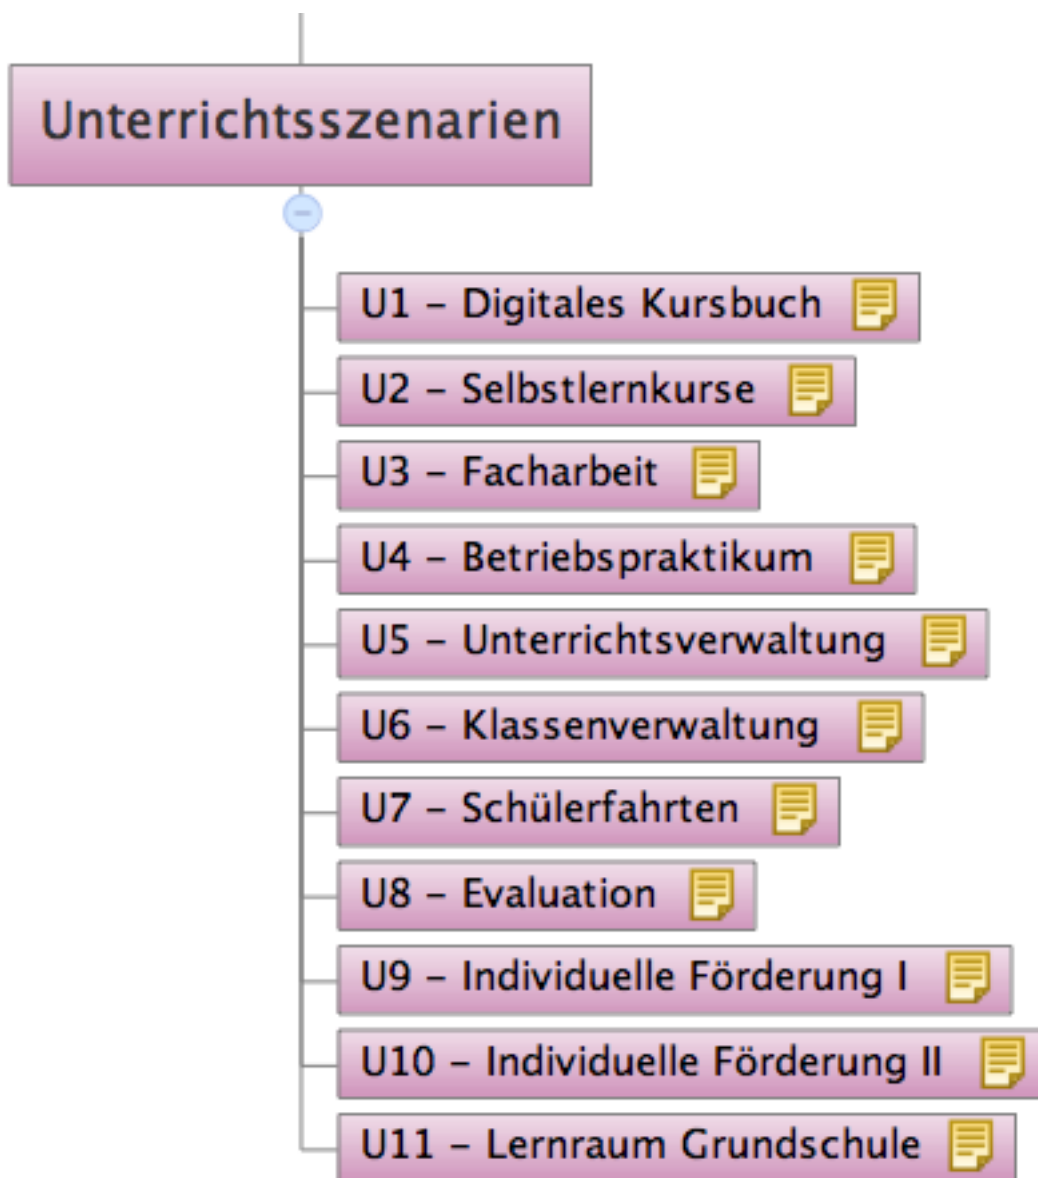 Unterrichtsszenarien
U1 – Digitales Kursbuch
U2 – Selbstlernkurse
U3 – Facharbeit
U4 – Betriebspraktikum
U5 – Unterrichtsverwaltung
U6 – Klassenverwaltung
U7 – Schülerfahrten
U8 – Evaluation
U9 – Individuelle Förderung I
U10 – Individuelle Förderung II
U11 – Lernraum Grundschule